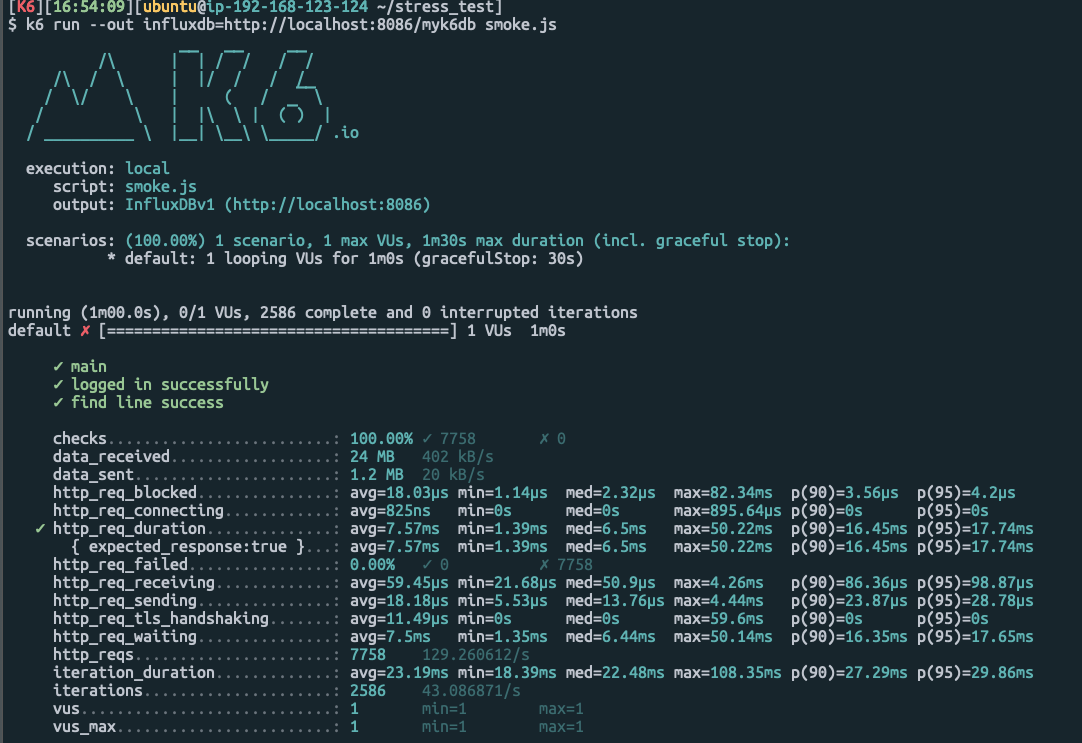 [K6][16:54:09][ubuntu@ip-192-168-123-124 ~/stress_test]
$ k6 run --out influxdb=http://localhost:8086/myk6db smoke.js
.io
execution: local
script: smoke.js
output: InfluxDBv1 (http://localhost:8086)
scenarios: (100.00%) 1 scenario, 1 max VUs, 1m30s max duration (incl. graceful stop):
* default: 1 looping VUs for 1m0s (gracefulStop: 30s)
running (1m00.0s), 0/1 VUs, 2586 complete and 0 interrupted iterations
default ✗ [======================================] 1 VUs  1m0s
✓ main
✓ logged in successfully
✓ find line success
checks.........................: 100.00% ✓ 7758 ✗ 0
data_received..................: 24 MB 402 kB/s
data_sent......................: 1.2 MB 20 kB/s
http_req_blocked...............: avg=18.03µs min=1.14µs med=2.32µs max=82.34ms p(90)=3.56µs p(95)=4.2µs
http_req_connecting............: avg=825ns min=0s med=0s max=895.64µs p(90)=0s p(95)=0s
✓ http_req_duration..............: avg=7.57ms min=1.39ms med=6.5ms max=50.22ms p(90)=16.45ms p(95)=17.74ms
{ expected_response:true }...: avg=7.57ms min=1.39ms med=6.5ms max=50.22ms p(90)=16.45ms p(95)=17.74ms
http_req_failed................: 0.00% ✓ 0 ✗ 7758
http_req_receiving.............: avg=59.45µs min=21.68µs med=50.9µs max=4.26ms p(90)=86.36µs p(95)=98.87µs
http_req_sending...............: avg=18.18µs min=5.53µs med=13.76µs max=4.44ms p(90)=23.87µs p(95)=28.78µs
http_req_tls_handshaking.......: avg=11.49µs min=0s med=0s max=59.6ms p(90)=0s p(95)=0s
http_req_waiting...............: avg=7.5ms min=1.35ms med=6.44ms max=50.14ms p(90)=16.35ms p(95)=17.65ms
http_reqs......................: 7758 129.260612/s
iteration_duration.............: avg=23.19ms min=18.39ms med=22.48ms max=108.35ms p(90)=27.29ms p(95)=29.86ms
iterations.....................: 2586 43.086871/s
vus............................: 1 min=1 max=1
vus_max........................: 1 min=1 max=1